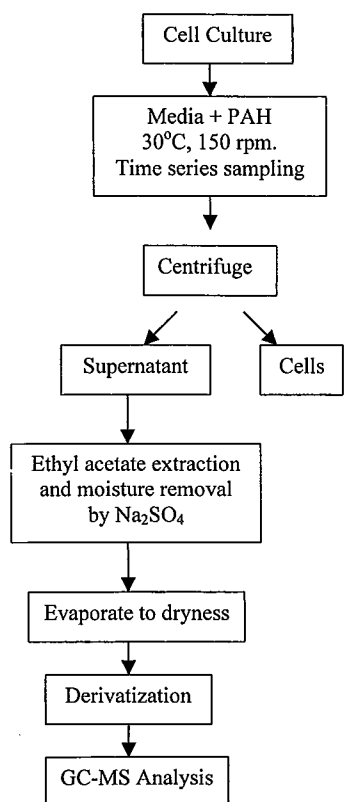 Cell Culture
Media + PAH
30°C, 150 rpm.
Time series sampling
Centrifuge
Supernatant
Cells
Ethyl acetate extraction
and moisture removal
by Na₂SO₄
Evaporate to dryness
Derivatization
GC-MS Analysis